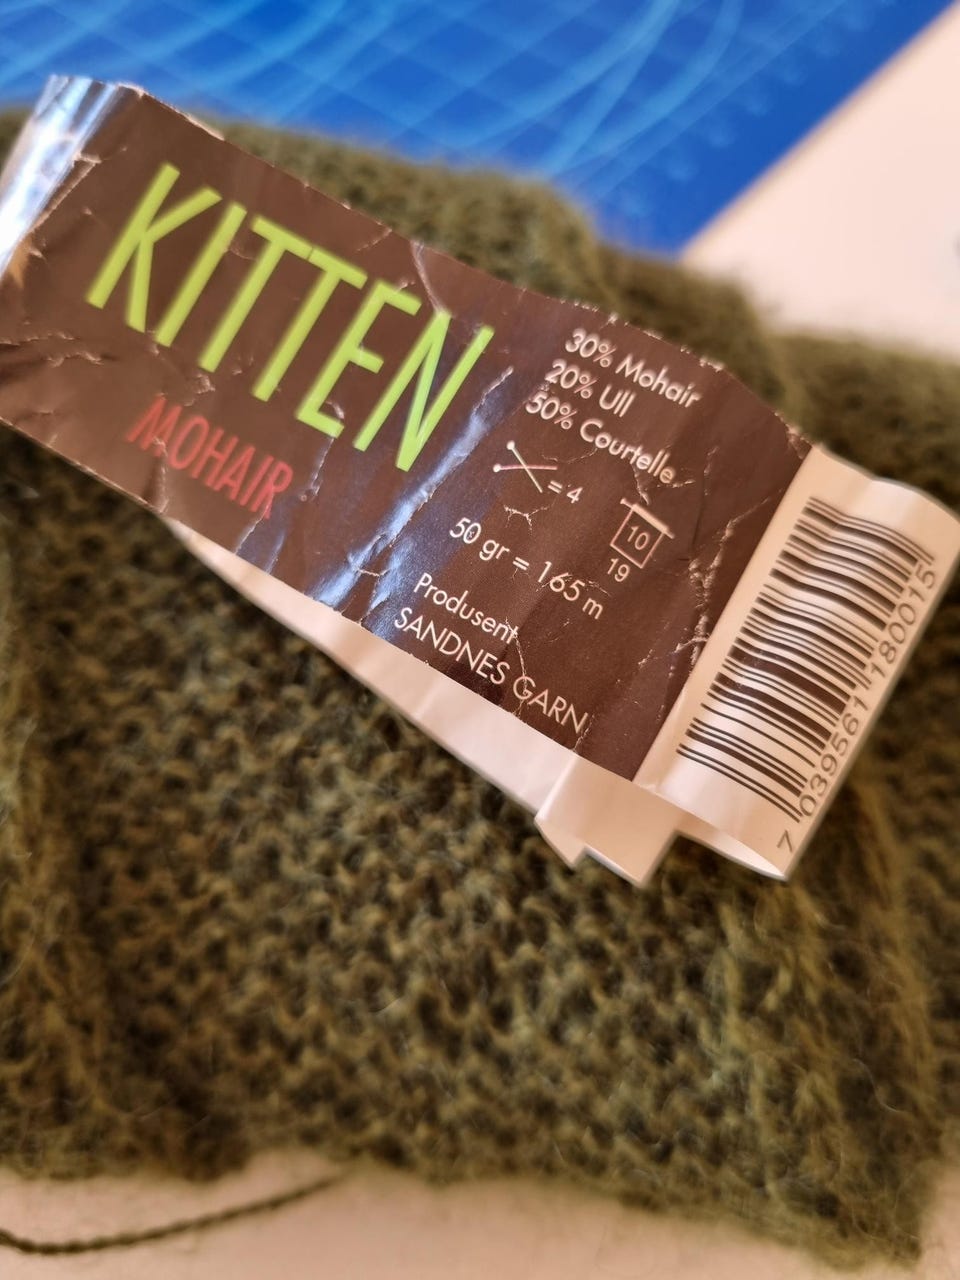 KITTEN
MOHAIR
30% Mohair
20% Ull
50% Courtelle
= 4
10
19
50 gr = 165 m
Produsent
SANDNES GARN
7 039561 180015